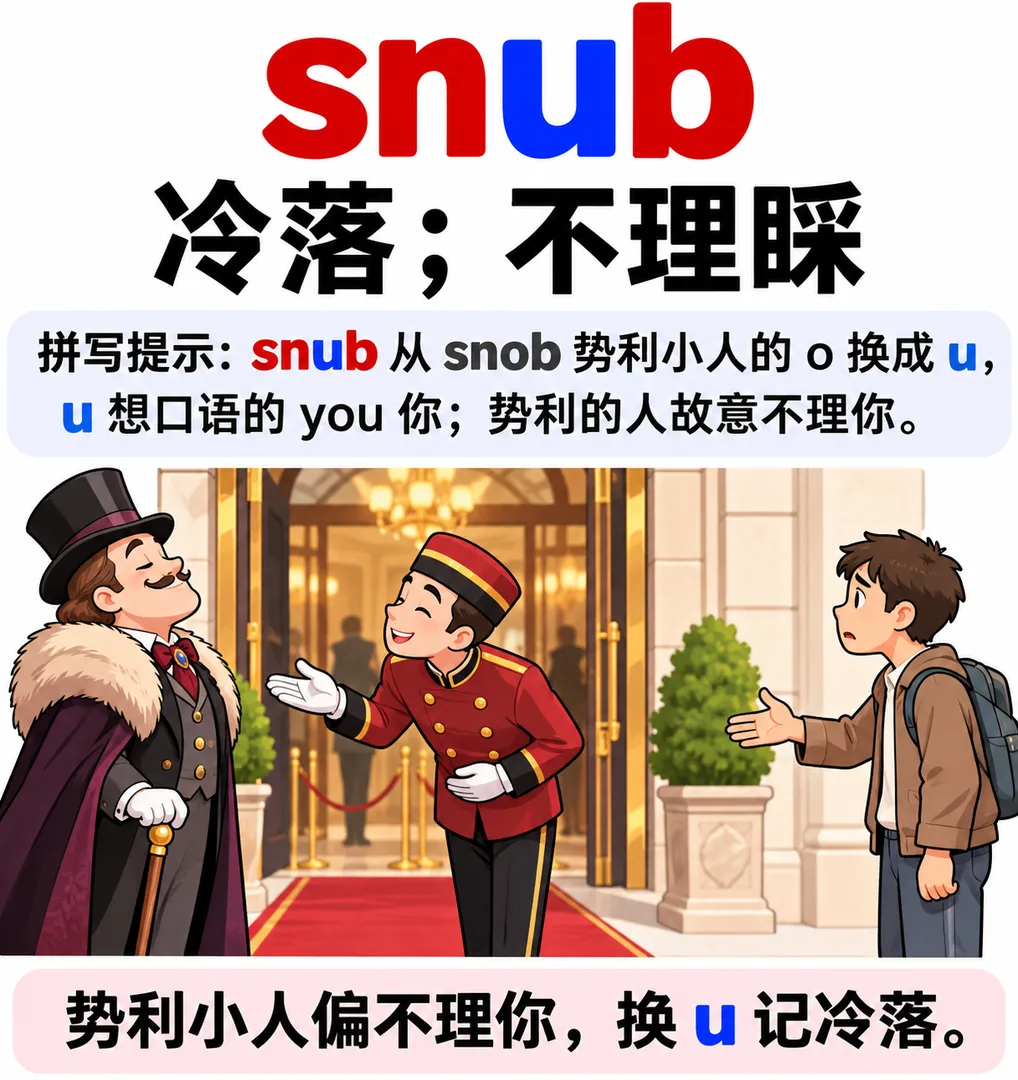 snub
冷落；不理睬
拼写提示：snub 从 snob 势利小人的 o 换成 u，
u 想口语的 you 你；势利的人故意不理你。
势利小人偏不理你，换 u 记冷落。